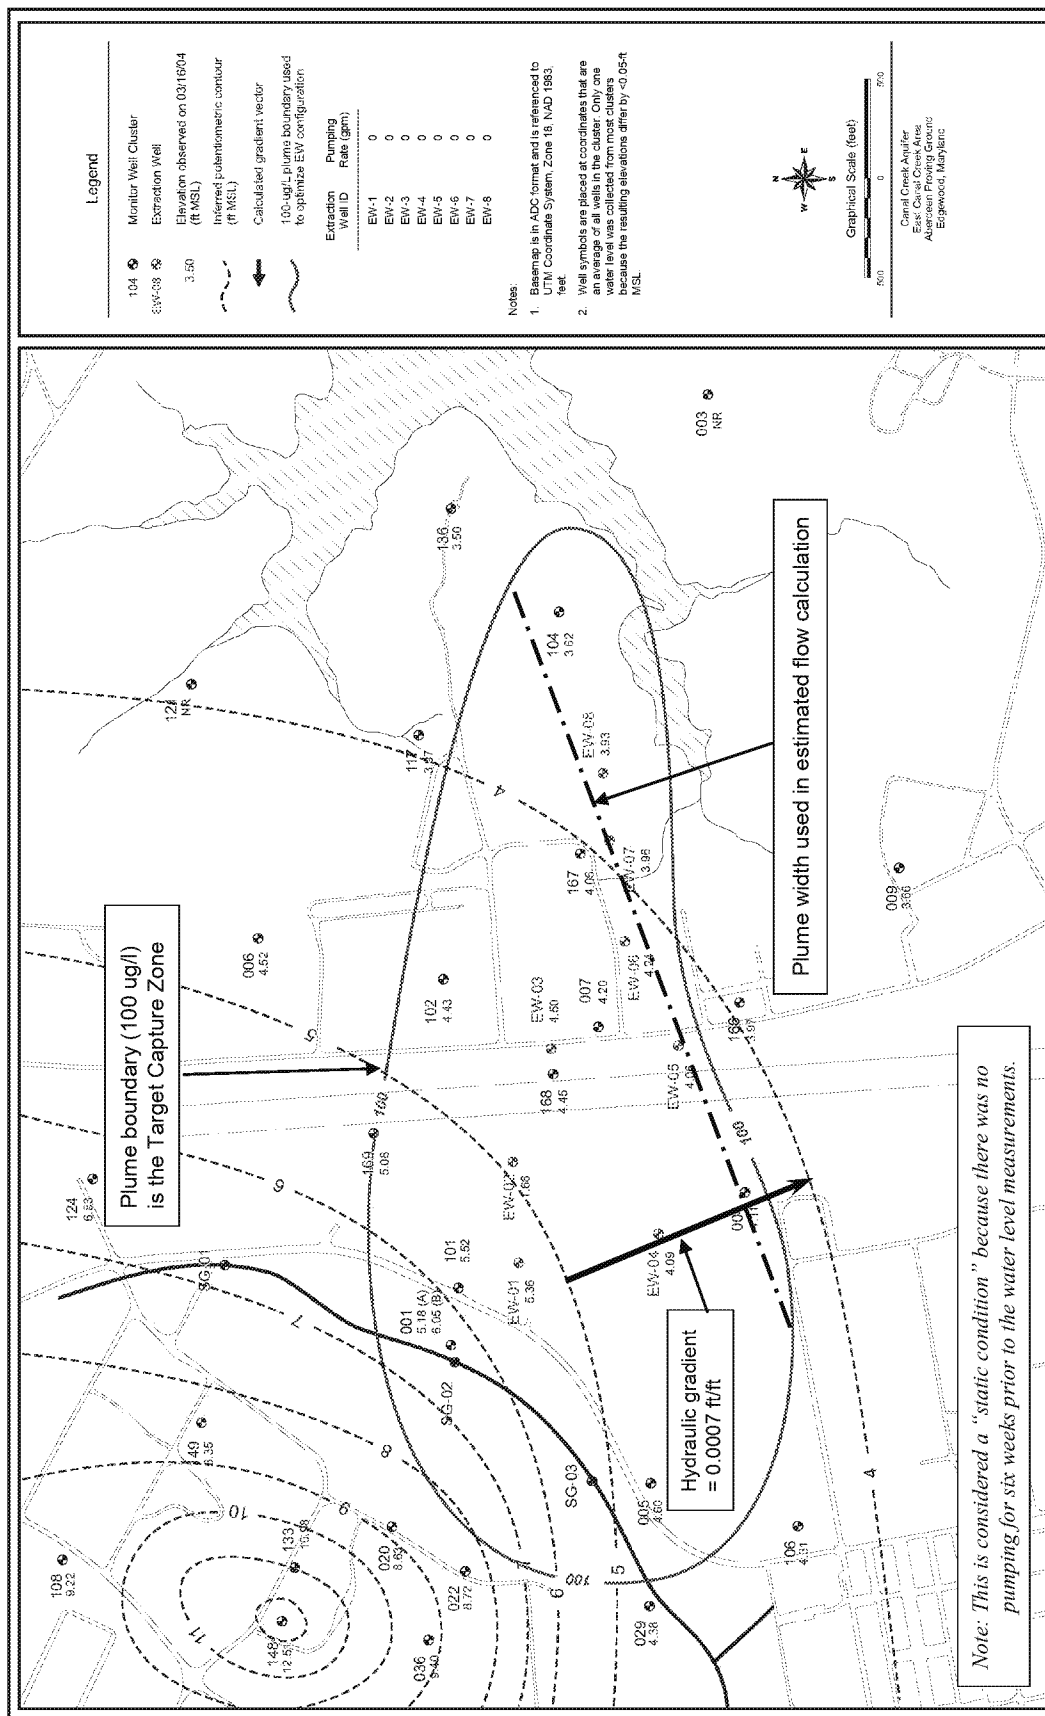 Legend
104 Monitor Well Cluster
EW-08 Extraction Well
3.50 Elevation observed on 03/16/04
(ft MSL)
Inferred potentiometric contour
(ft MSL)
Calculated gradient vector
100-ug/L plume boundary used
to optimize EW configuration
Extraction Pumping
Well ID Rate (gpm)
EW-1 0
EW-2 0
EW-3 0
EW-4 0
EW-5 0
EW-6 0
EW-7 0
EW-8 0
Notes:
1. Basemap is in ADC format and is referenced to
UTM Coordinate System, Zone 18, NAD 1983,
feet.
2. Well symbols are placed at coordinates that are
an average of all wells in the cluster. Only one
water level was collected from most clusters
because the resulting elevations differ by <0.05-ft
MSL.
N
W E
S
Graphical Scale (feet)
500 0 500
Canal Creek Aquifer
East Canal Creek Area
Aberdeen Proving Ground
Edgewood, Maryland
Plume boundary (100 ug/l)
is the Target Capture Zone
Hydraulic gradient
= 0.0007 ft/ft
Plume width used in estimated flow calculation
Note: This is considered a "static condition" because there was no
pumping for six weeks prior to the water level measurements.
108
9.22
148
12.51
133
149
124
036
022
8.72
020
029
4.38
SG-01
SG-02
SG-03
001
5.18 (A)
6.05 (B)
101
5.52
EW-01
5.36
EW-02
169
5.08
006
4.52
102
4.43
EW-03
4.50
168
4.45
007
4.20
EW-04
4.09
005
106
4.31
EW-05
EW-06
166
167
EW-07
3.96
EW-08
3.93
117
NR
136
3.50
104
3.62
003
NR
009
11
10
9
8
7
7
6
6
5
5
4
4
100
100
100